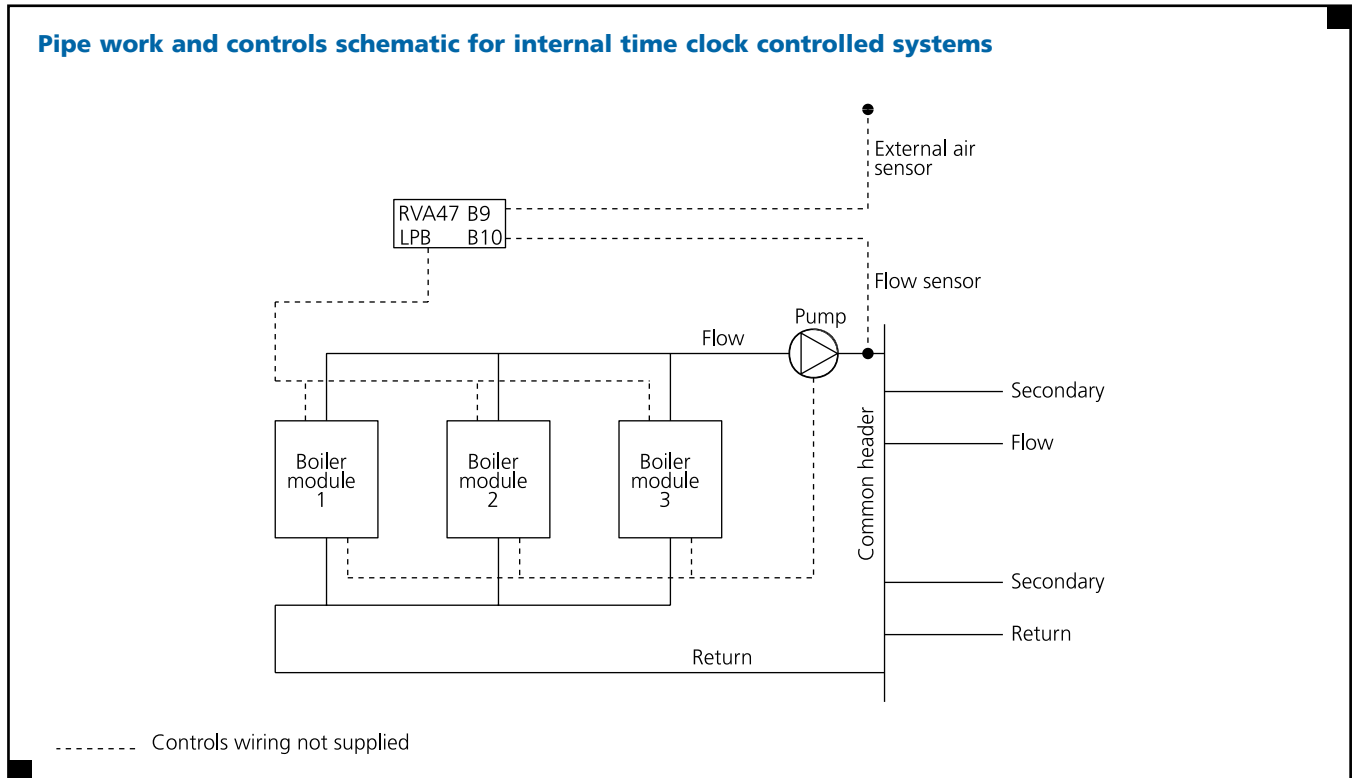 Pipe work and controls schematic for internal time clock controlled systems
External air
sensor
RVA47 B9
LPB B10
Flow sensor
Pump
Flow
Secondary
Flow
Common header
Boiler
module
1
Boiler
module
2
Boiler
module
3
Secondary
Return
Return
Controls wiring not supplied